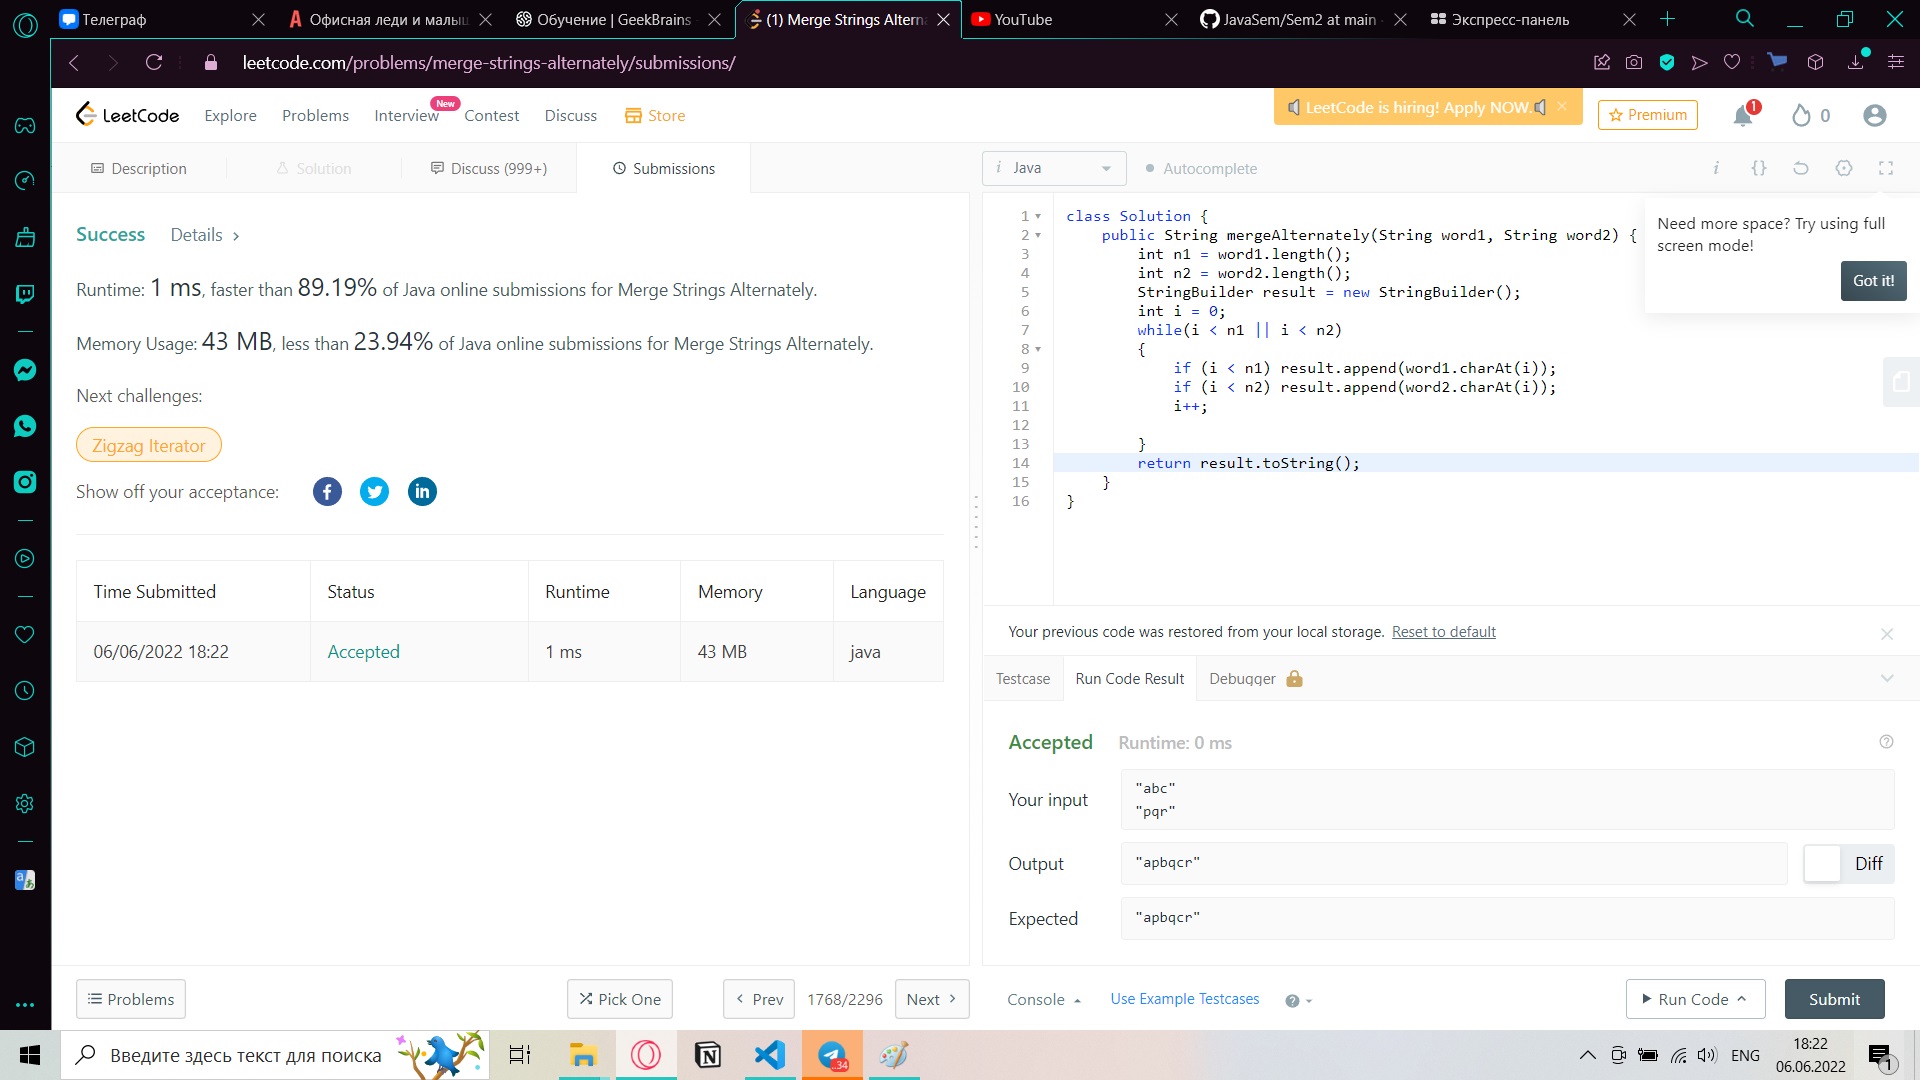 Телеграф
Офисная леди и малыш
Обучение | GeekBrains
(1) Merge Strings Altern
YouTube
JavaSem/Sem2 at main
Экспресс-панель
leetcode.com/problems/merge-strings-alternately/submissions/
LeetCode
Explore
Problems
Interview
New
Contest
Discuss
Store
LeetCode is hiring! Apply NOW.
Premium
1
0
Description
Solution
Discuss (999+)
Submissions
i Java
Autocomplete
Success
Details
Runtime: 1 ms, faster than 89.19% of Java online submissions for Merge Strings Alternately.
Memory Usage: 43 MB, less than 23.94% of Java online submissions for Merge Strings Alternately.
Next challenges:
Zigzag Iterator
Show off your acceptance:
Time Submitted Status Runtime Memory Language
06/06/2022 18:22 Accepted 1 ms 43 MB java
1 class Solution {
2 public String mergeAlternately(String word1, String word2) {
3 int n1 = word1.length();
4 int n2 = word2.length();
5 StringBuilder result = new StringBuilder();
6 int i = 0;
7 while(i < n1 || i < n2)
8 {
9 if (i < n1) result.append(word1.charAt(i));
10 if (i < n2) result.append(word2.charAt(i));
11 i++;
12
13 }
14 return result.toString();
15 }
16 }
Need more space? Try using full
screen mode!
Got it!
Your previous code was restored from your local storage. Reset to default
Testcase
Run Code Result
Debugger
Accepted Runtime: 0 ms
Your input
"abc"
"pqr"
Output
"apbqcr"
Diff
Expected
"apbqcr"
Problems
Pick One
Prev
1768/2296
Next
Console
Use Example Testcases
Run Code
Submit
Введите здесь текст для поиска
34
ENG
18:22
06.06.2022
1